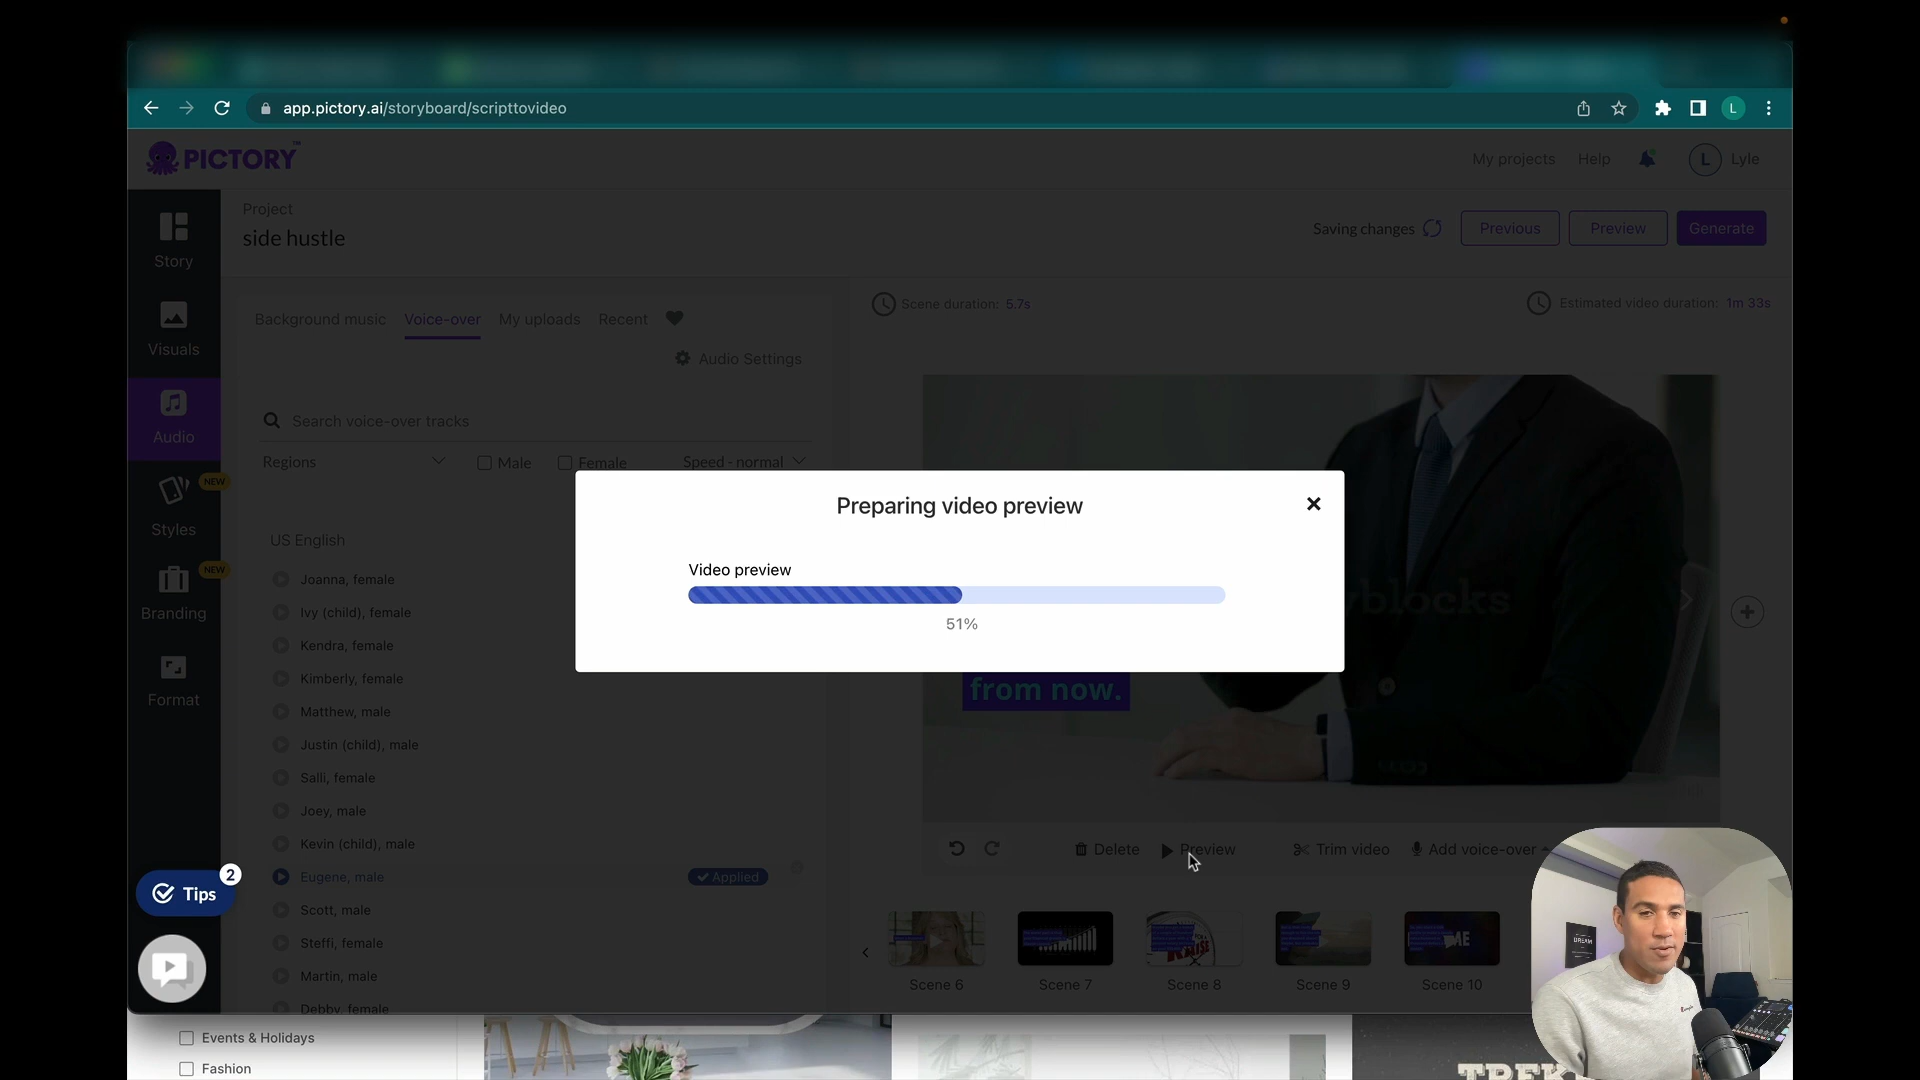 app.pictory.ai/storyboard/scripttovideo
L
PICTORY™
My projects
Help
L
Lyle
Project
side hustle
Saving changes
Previous
Preview
Generate
Story
Visuals
Audio
NEW
Styles
NEW
Branding
Format
Background music
Voice-over
My uploads
Recent
Audio Settings
Search voice-over tracks
Regions
Male
Female
Speed - normal
US English
Joanna, female
Ivy (child), female
Kendra, female
Kimberly, female
Matthew, male
Justin (child), male
Salli, female
Joey, male
Kevin (child), male
Eugene, male
Applied
Scott, male
Steffi, female
Martin, male
Debby, female
Scene duration: 5.7s
Estimated video duration: 1m 33s
Preparing video preview
Video preview
51%
yblocks
from now.
Delete
Preview
Trim video
Add voice-over
Scene 6
Scene 7
Scene 8
Scene 9
Scene 10
Tips
2
Events & Holidays
Fashion
DREAM